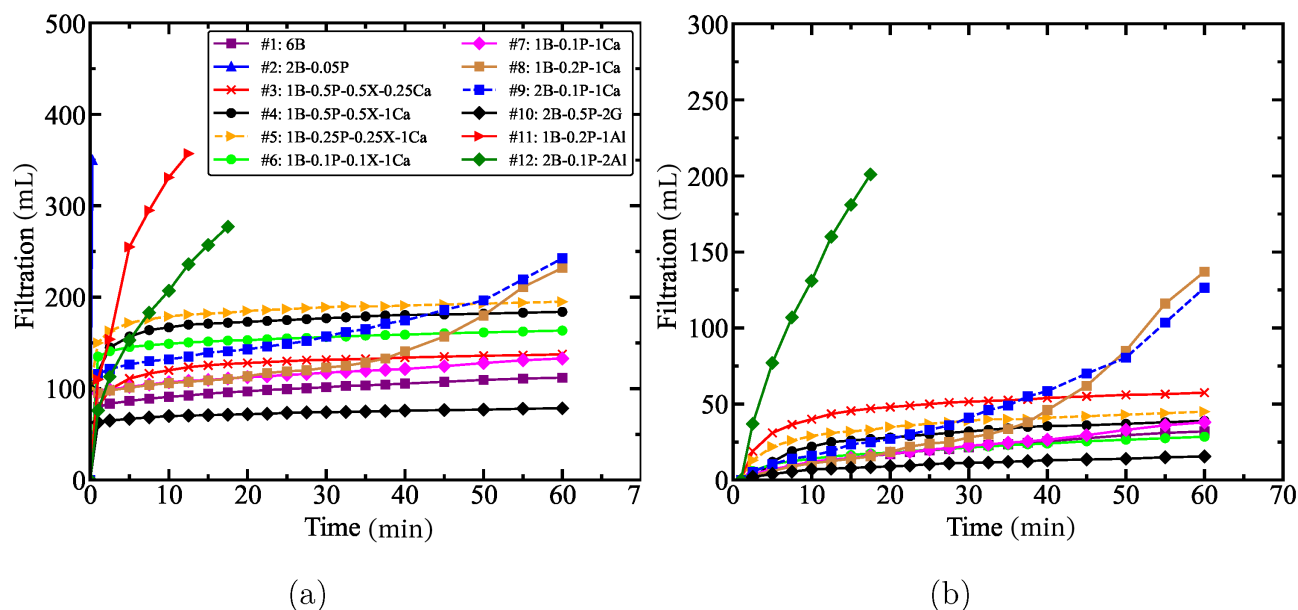 500
400
300
200
100
0
0 10 20 30 40 50 60 7
Filtration (mL)
Time (min)
#1: 6B
#2: 2B-0.05P
#3: 1B-0.5P-0.5X-0.25Ca
#4: 1B-0.5P-0.5X-1Ca
#5: 1B-0.25P-0.25X-1Ca
#6: 1B-0.1P-0.1X-1Ca
#7: 1B-0.1P-1Ca
#8: 1B-0.2P-1Ca
#9: 2B-0.1P-1Ca
#10: 2B-0.5P-2G
#11: 1B-0.2P-1Al
#12: 2B-0.1P-2Al
(a)
300
250
200
150
100
50
0
0 10 20 30 40 50 60 70
Filtration (mL)
Time (min)
(b)